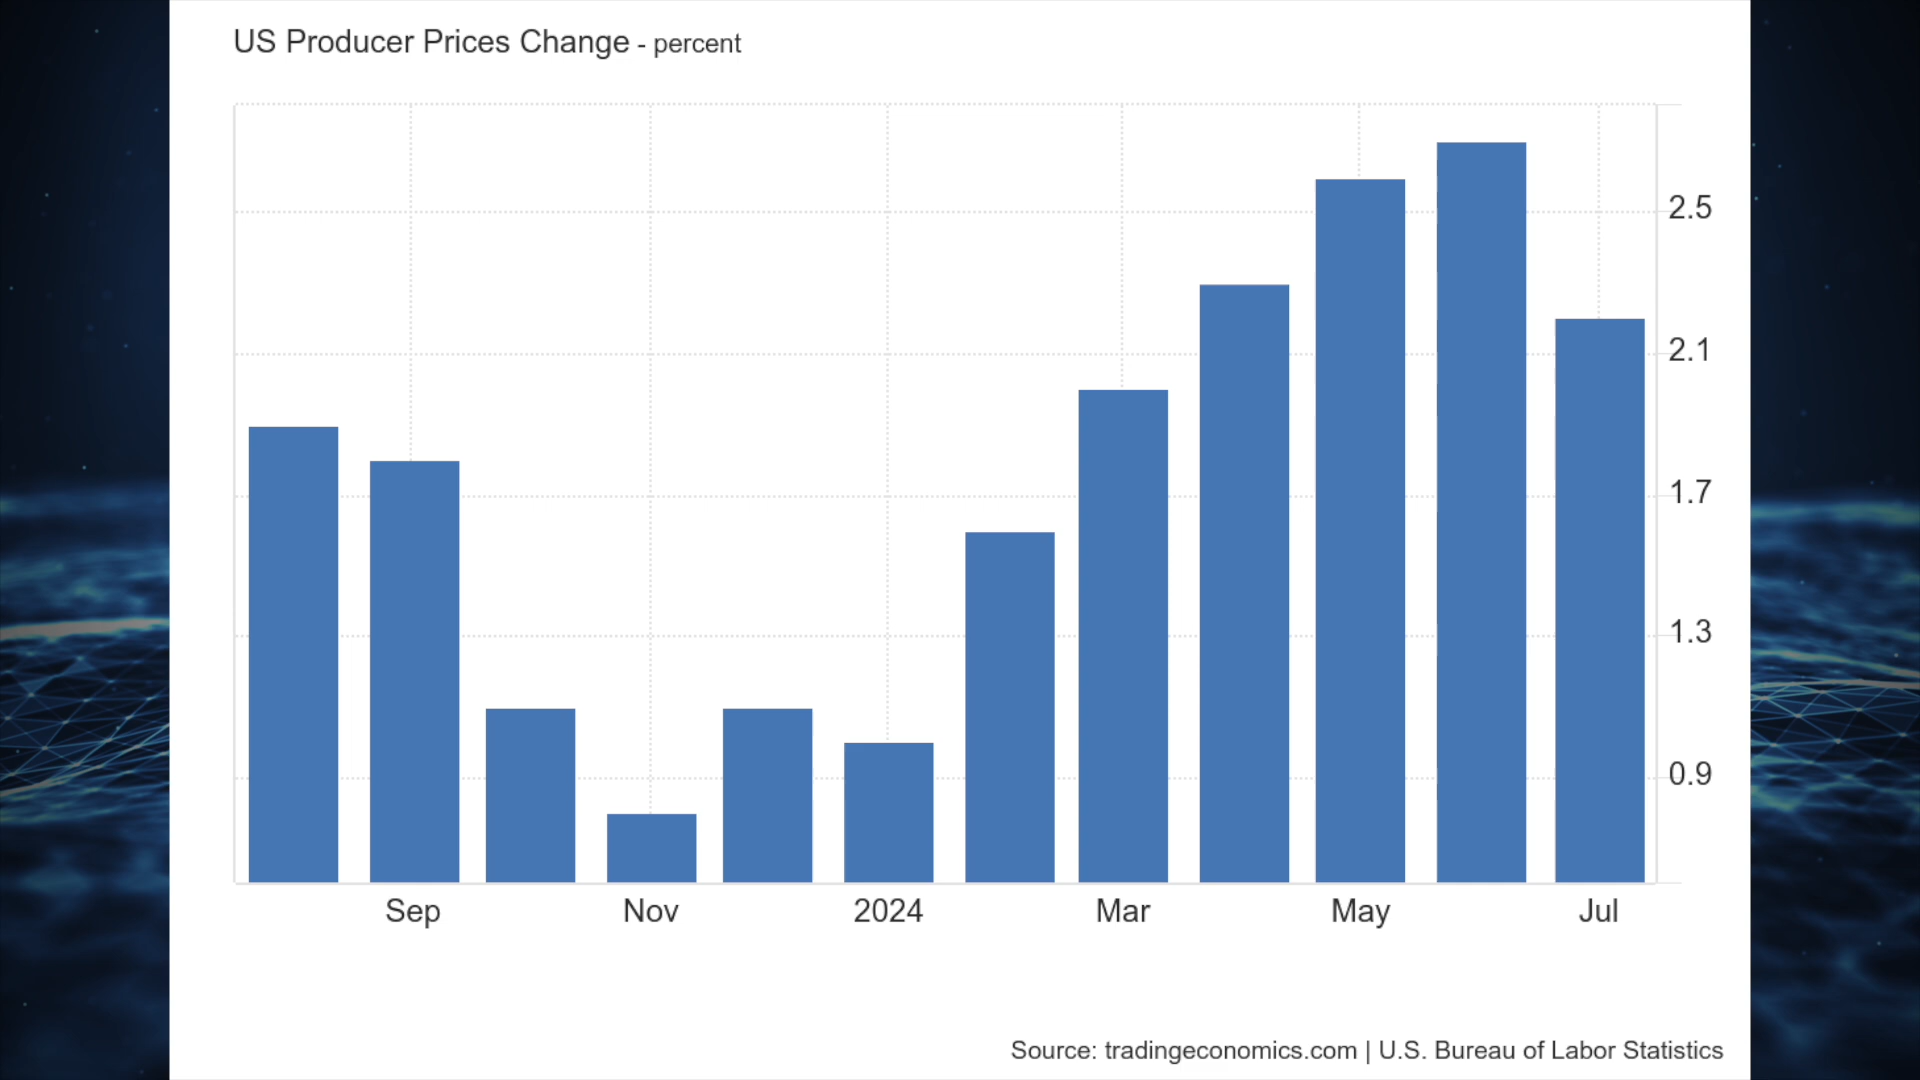 US Producer Prices Change - percent
2.5
2.1
1.7
1.3
0.9
Sep Nov 2024 Mar May Jul
Source: tradingeconomics.com | U.S. Bureau of Labor Statistics